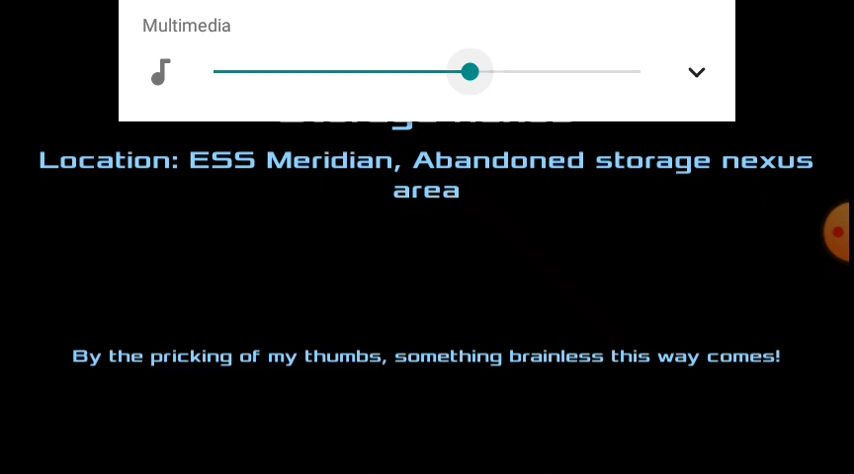 Multimedia
Location: ESS Meridian, Abandoned storage nexus
area
By the pricking of my thumbs, something brainless this way comes!